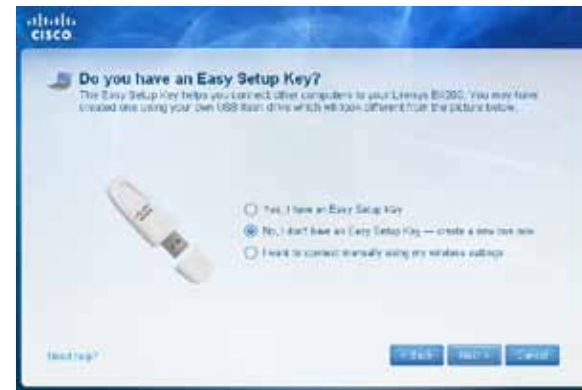 CISCO
Do you have an Easy Setup Key?
The Easy Setup Key helps you connect other computers to your Linksys You may have
created one using your own USB flash drive which will look different from the picture below.
Yes, I have an Easy Setup Key
No, I don't have an Easy Setup Key — create a new one now
I want to connect manually using my wireless settings
Need help?
< Back
Next >
Cancel